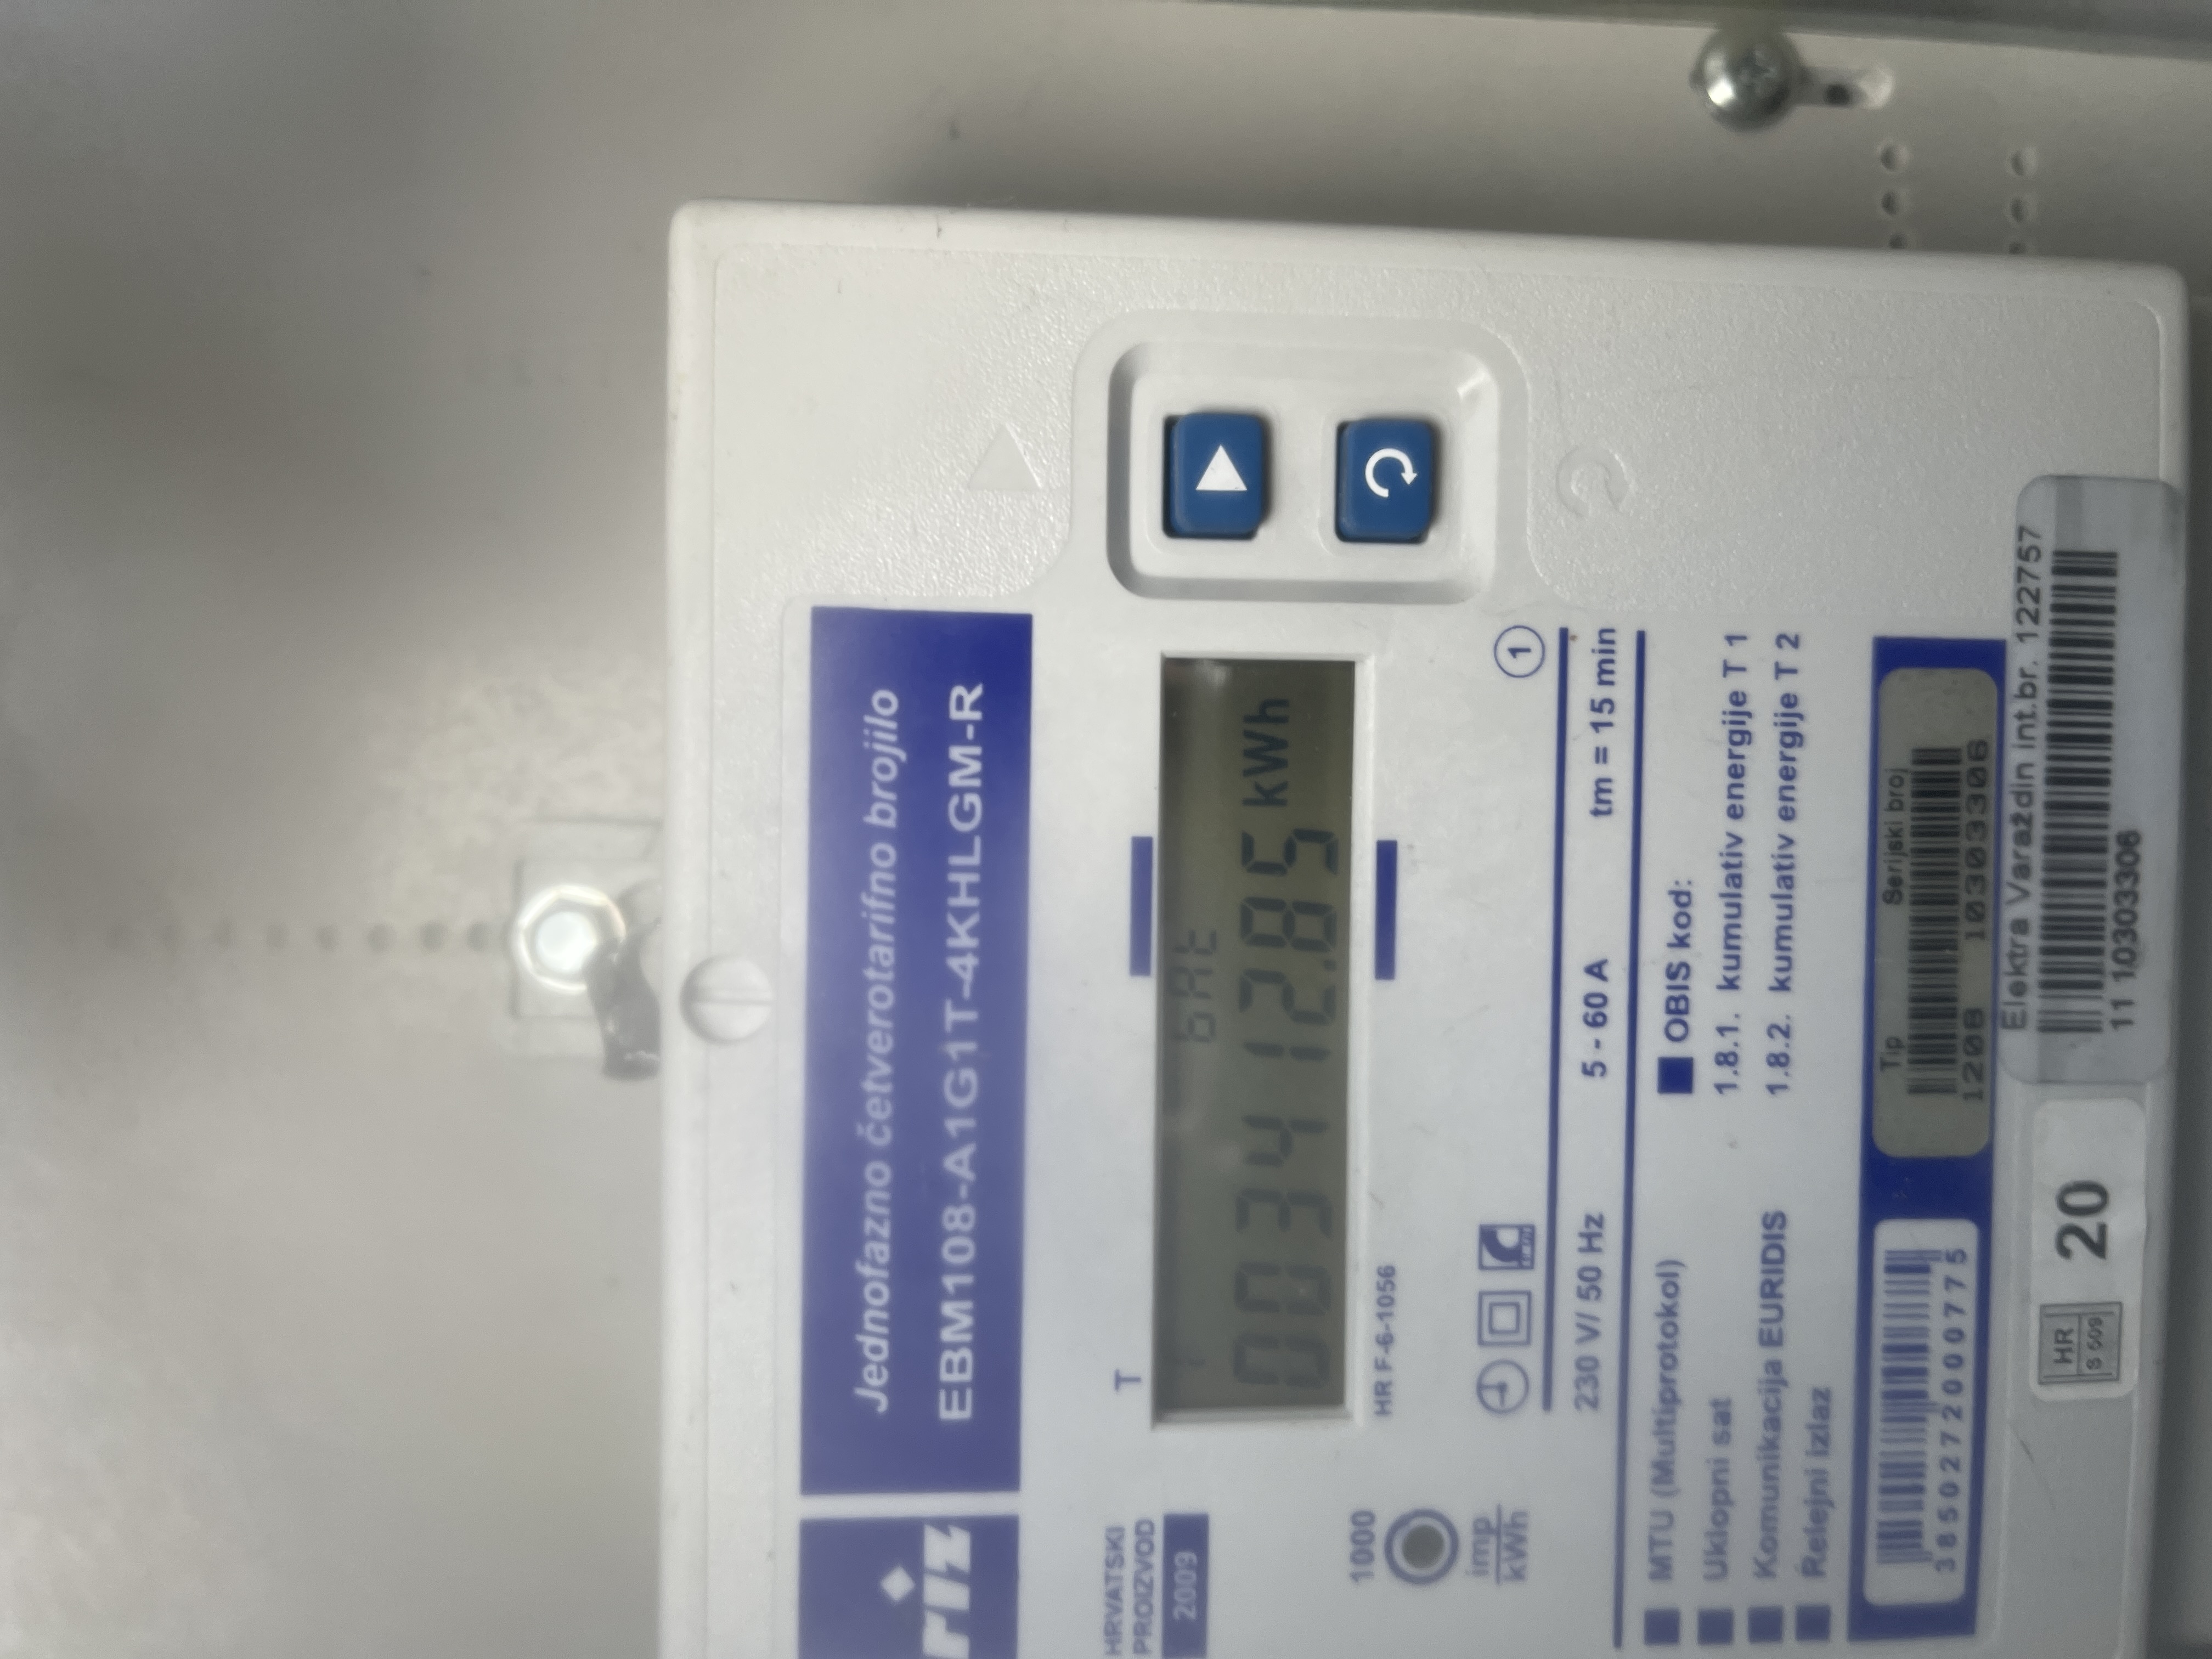 Jednofazno četverotarifno brojilo
riz
EBM108-A1G1T-4KHLGM-R
HRVATSKI
PROIZVOD
2009
T
bAt
003412.85 kWh
HR F-6-1056
1000
imp
kWh
1
230 V/ 50 Hz 5 - 60 A tm = 15 min
MTU (Multiprotokol)
Uklopni sat
Komunikacija EURIDIS
Relejni izlaz
OBIS kod:
1.8.1. kumulativ energije T 1
1.8.2. kumulativ energije T 2
3850272000775
Tip Serijski broj
1208 10303306
Elektra Varaždin int.br. 122757
11 10303306
HR
S 509
20